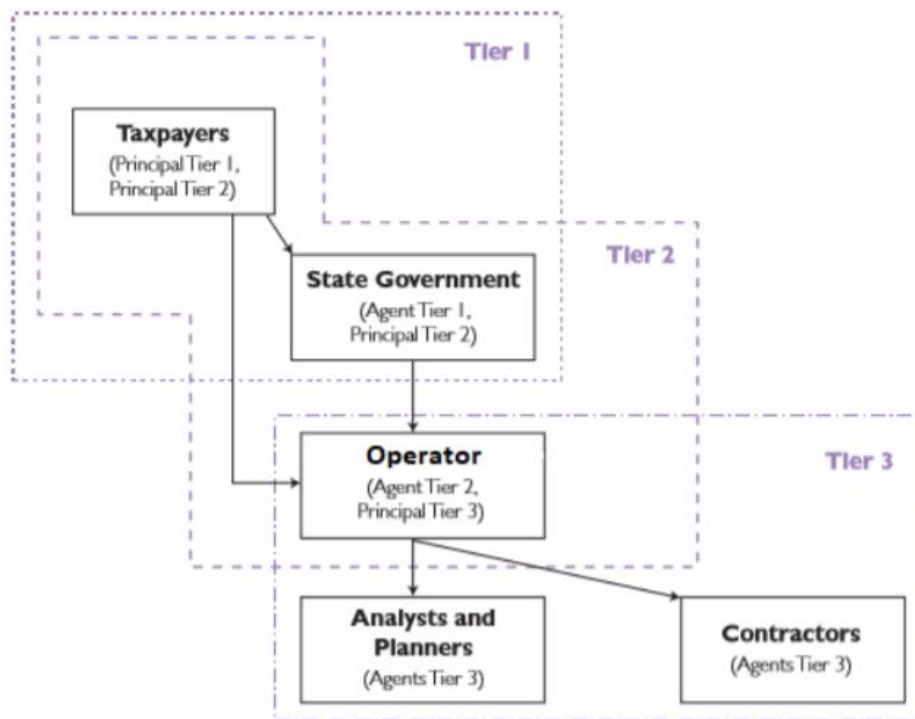 Tier 1
Taxpayers
(Principal Tier 1,
Principal Tier 2)
Tier 2
State Government
(Agent Tier 1,
Principal Tier 2)
Operator
(Agent Tier 2,
Principal Tier 3)
Tier 3
Analysts and
Planners
(Agents Tier 3)
Contractors
(Agents Tier 3)